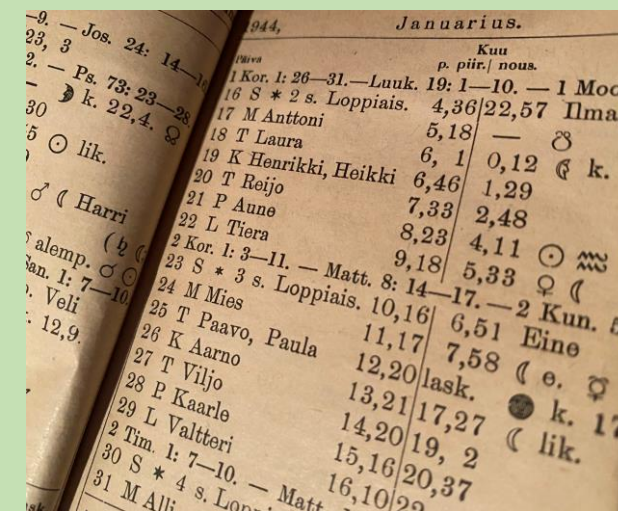 —9. — Jos. 24: 14—1
23, 3
2. — Ps. 73: 23—28.
— ☽ k. 22,4. ♀
30
5 ☉ lik.
♂ ☾ Harri
(♄ ☾
alemp. ☌ ☉
San. 1: 7—10.
Veli
12,9.
1944, Januarius.
Päivä Kuu
p. piir. | nous.
1 Kor. 1: 26—31. — Luuk. 19: 1—10. — 1 Moo
16 S * 2 s. Loppiais. 4,36 22,57 Ilma
17 M Anttoni 5,18 — ☋
18 T Laura 6, 1 0,12 ☾ k.
19 K Henrikki, Heikki 6,46 1,29
20 T Reijo 7,33 2,48
21 P Aune 8,23 4,11 ☉ ♒
22 L Tiera 9,18 5,33 ♀ ☾
2 Kor. 1: 3—11. — Matt. 8: 14—17. — 2 Kun. 5
23 S * 3 s. Loppiais. 10,16 6,51 Eine
24 M Mies 11,17 7,58 ☾ e. ☿
25 T Paavo, Paula 12,20 lask. ● k. 17
26 K Aarno 13,21 17,27 ☾ lik.
27 T Viljo 14,20 19, 2
28 P Kaarle 15,16 20,37
29 L Valtteri 16,10 22
2 Tim. 1: 7—10. — Matt.
30 S * 4 s. Lopp
31 M Alli